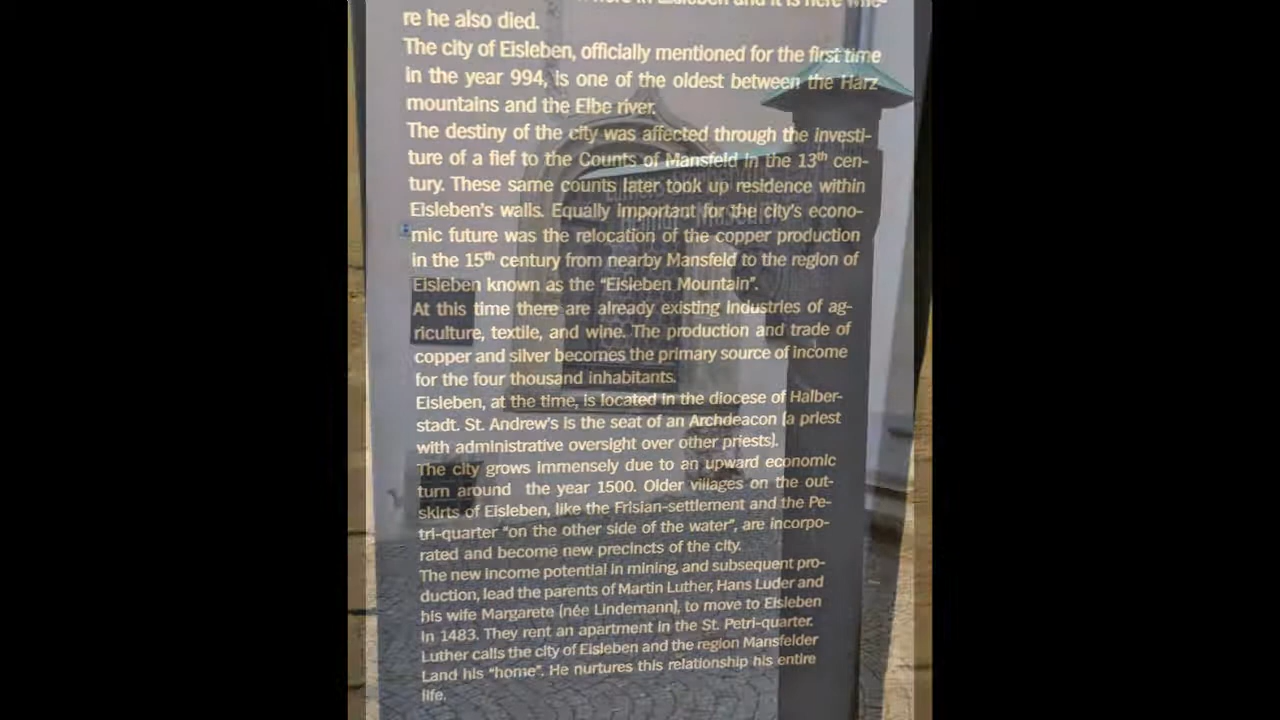 here in Eisleben and it is here whe-
re he also died.
The city of Eisleben, officially mentioned for the first time
in the year 994, is one of the oldest between the Harz
mountains and the Elbe river.
The destiny of the city was affected through the investi-
ture of a fief to the Counts of Mansfeld in the 13th cen-
tury. These same counts later took up residence within
Eisleben's walls. Equally important for the city's econo-
mic future was the relocation of the copper production
in the 15th century from nearby Mansfeld to the region of
Eisleben known as the "Eisleben Mountain".
At this time there are already existing industries of ag-
riculture, textile, and wine. The production and trade of
copper and silver becomes the primary source of income
for the four thousand inhabitants.
Eisleben, at the time, is located in the diocese of Halber-
stadt. St. Andrew's is the seat of an Archdeacon (a priest
with administrative oversight over other priests).
The city grows immensely due to an upward economic
turn around the year 1500. Older villages on the out-
skirts of Eisleben, like the Frisian-settlement and the Pe-
tri-quarter "on the other side of the water", are incorpo-
rated and become new precincts of the city.
The new income potential in mining, and subsequent pro-
duction, lead the parents of Martin Luther, Hans Luder and
his wife Margarete (née Lindemann), to move to Eisleben
in 1483. They rent an apartment in the St. Petri-quarter.
Luther calls the city of Eisleben and the region Mansfelder
Land his "home". He nurtures this relationship his entire
life.